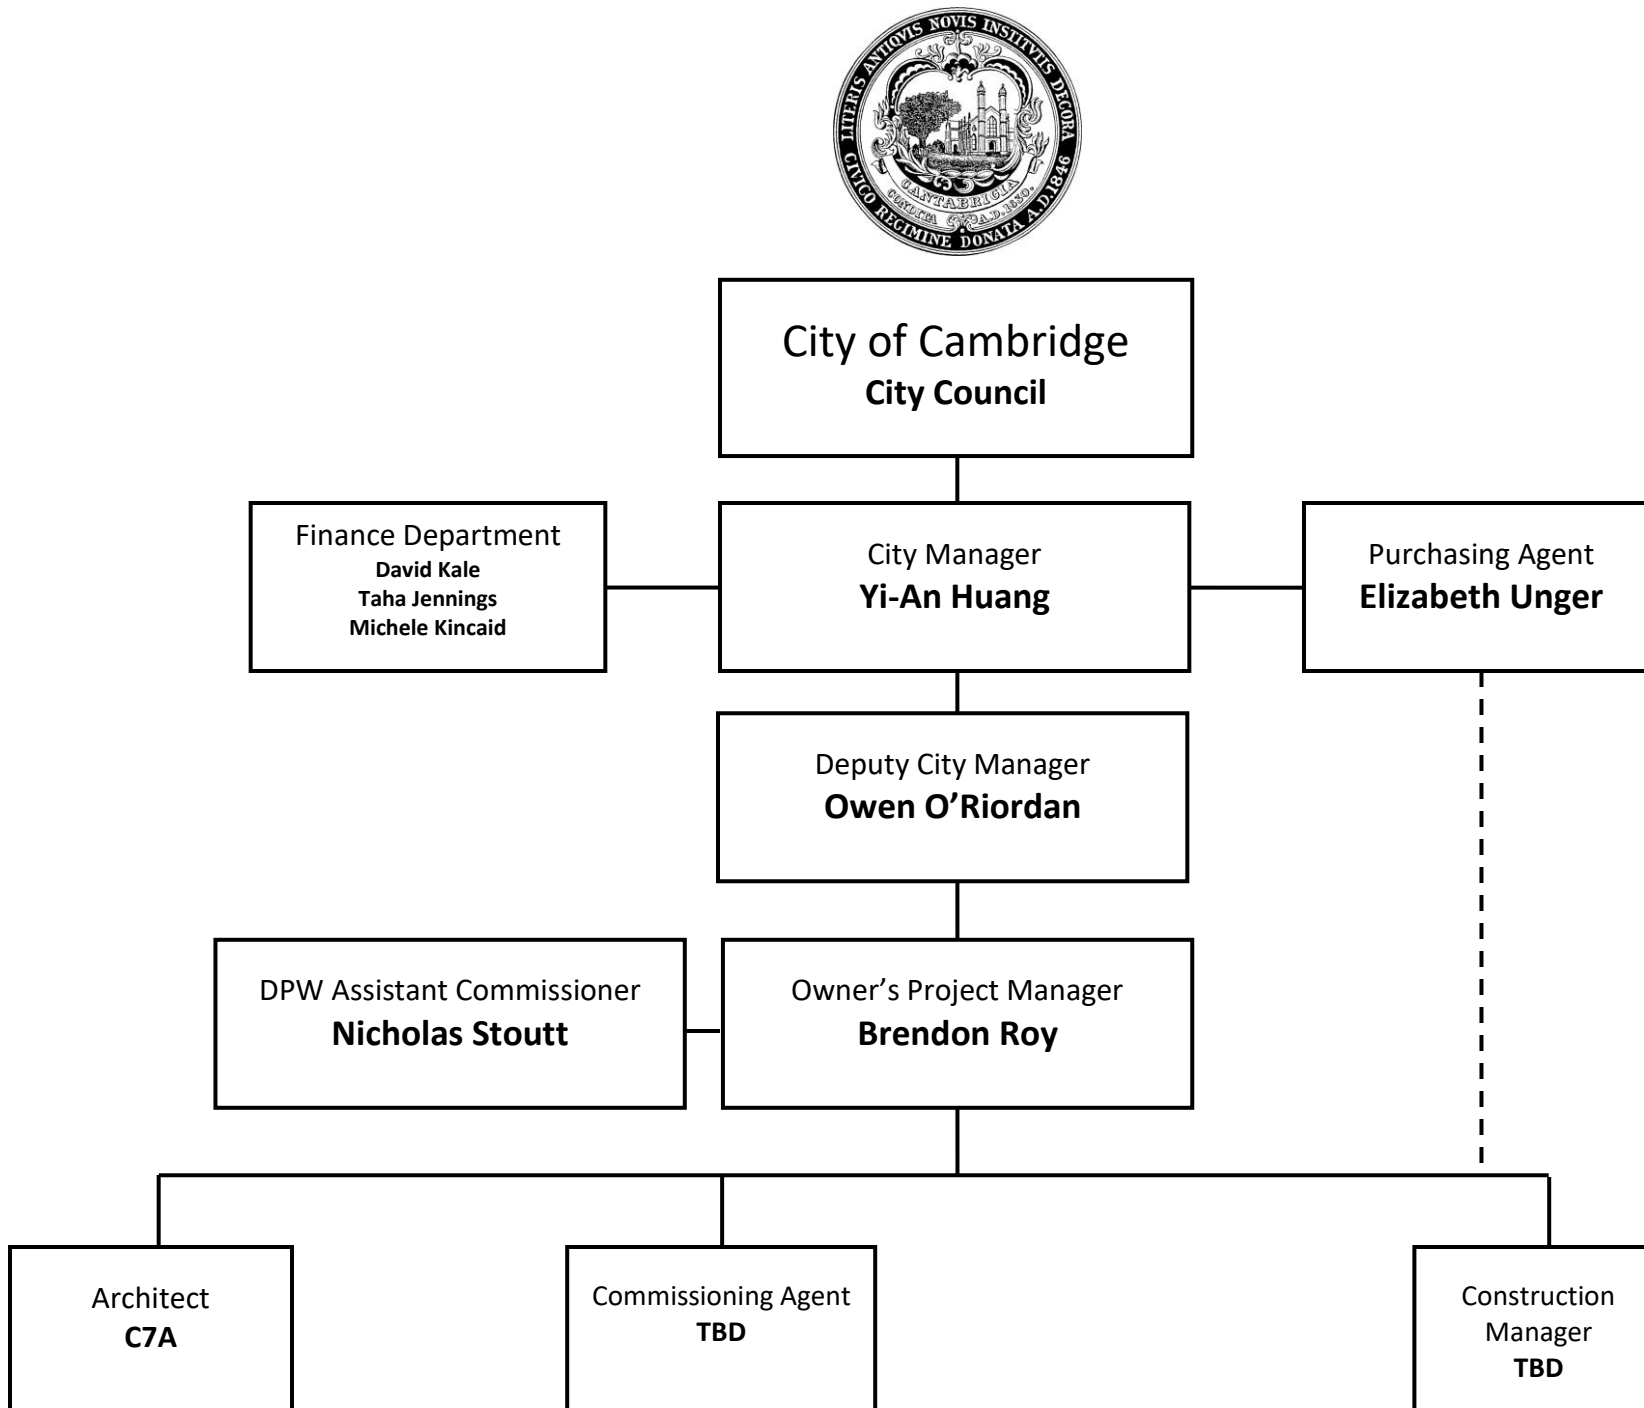 LITERIS ANTIQVIS NOVIS INSTITVTIS DECORA
CIVICO REGIMINE DONATA A.D. 1846
CANTABRIGIA
CONDITA A.D. 1630.
City of Cambridge
City Council
Finance Department
David Kale
Taha Jennings
Michele Kincaid
City Manager
Yi-An Huang
Purchasing Agent
Elizabeth Unger
Deputy City Manager
Owen O’Riordan
DPW Assistant Commissioner
Nicholas Stoutt
Owner’s Project Manager
Brendon Roy
Architect
C7A
Commissioning Agent
TBD
Construction
Manager
TBD